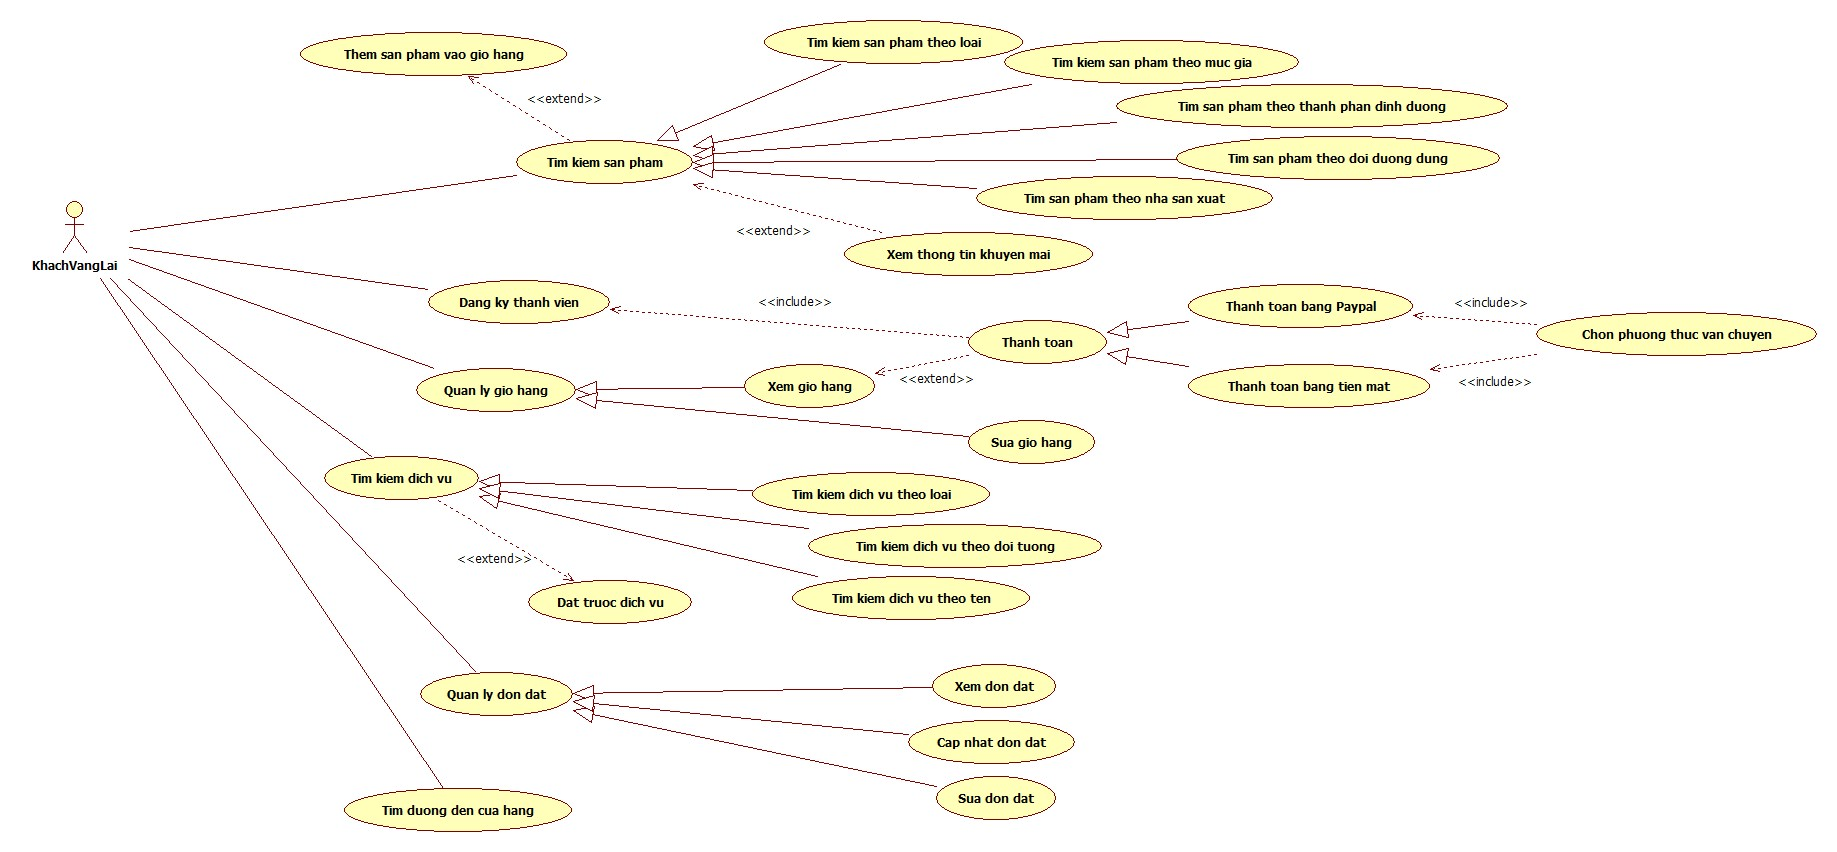 Tim kiem san pham theo loai
Them san pham vao gio hang
Tim kiem san pham theo muc gia
<<extend>>
Tim san pham theo thanh phan dinh duong
Tim kiem san pham
Tim san pham theo doi duong dung
Tim san pham theo nha san xuat
<<extend>>
Xem thong tin khuyen mai
KhachVangLai
Dang ky thanh vien
<<include>>
Thanh toan bang Paypal
<<include>>
Chon phuong thuc van chuyen
Thanh toan
<<extend>>
<<include>>
Quan ly gio hang
Xem gio hang
Thanh toan bang tien mat
Sua gio hang
Tim kiem dich vu
Tim kiem dich vu theo loai
Tim kiem dich vu theo doi tuong
<<extend>>
Dat truoc dich vu
Tim kiem dich vu theo ten
Quan ly don dat
Xem don dat
Cap nhat don dat
Sua don dat
Tim duong den cua hang